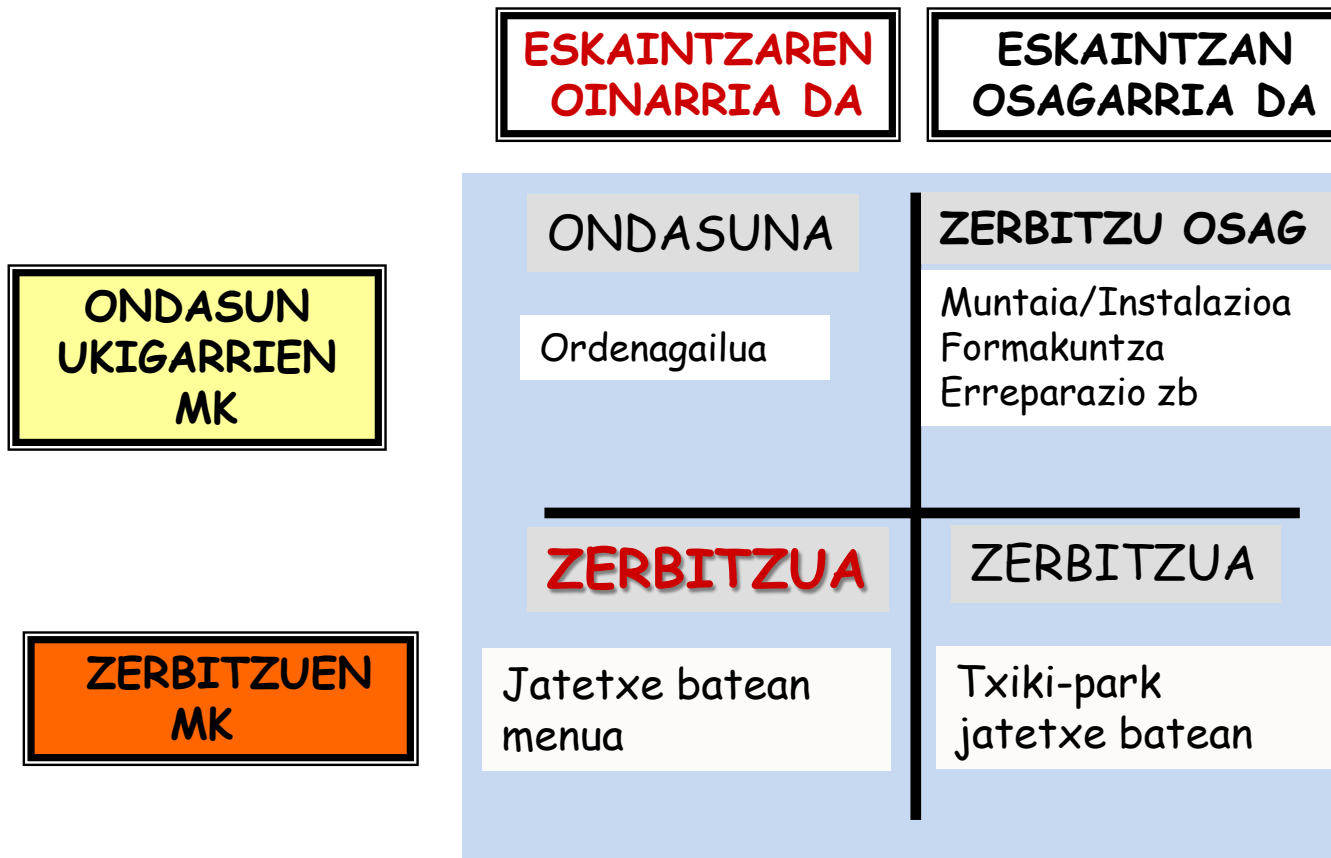 ESKAINTZAREN
OINARRIA DA
ESKAINTZAN
OSAGARRIA DA
ONDASUN
UKIGARRIEN
MK
ONDASUNA
Ordenagailua
ZERBITZU OSAG
Muntaia/Instalazioa
Formakuntza
Erreparazio zb
ZERBITZUEN
MK
ZERBITZUA
Jatetxe batean
menua
ZERBITZUA
Txiki-park
jatetxe batean